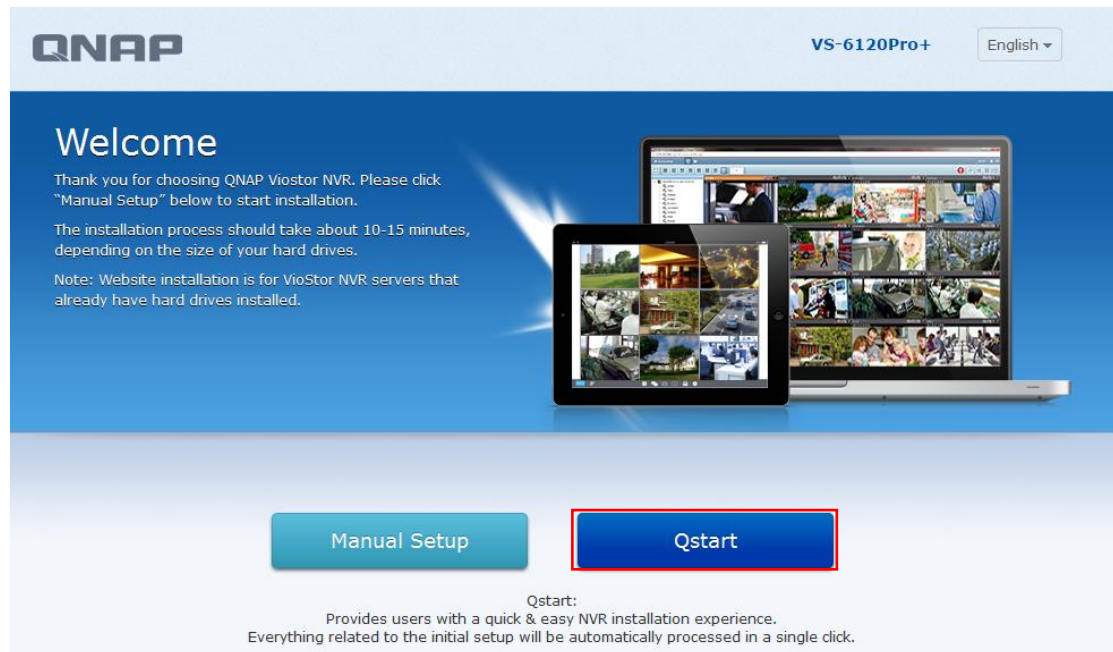 QNAP
VS-6120Pro+
English
Welcome
Thank you for choosing QNAP Viostor NVR. Please click
"Manual Setup" below to start installation.
The installation process should take about 10-15 minutes,
depending on the size of your hard drives.
Note: Website installation is for VioStor NVR servers that
already have hard drives installed.
Manual Setup
Qstart
Qstart:
Provides users with a quick & easy NVR installation experience.
Everything related to the initial setup will be automatically processed in a single click.